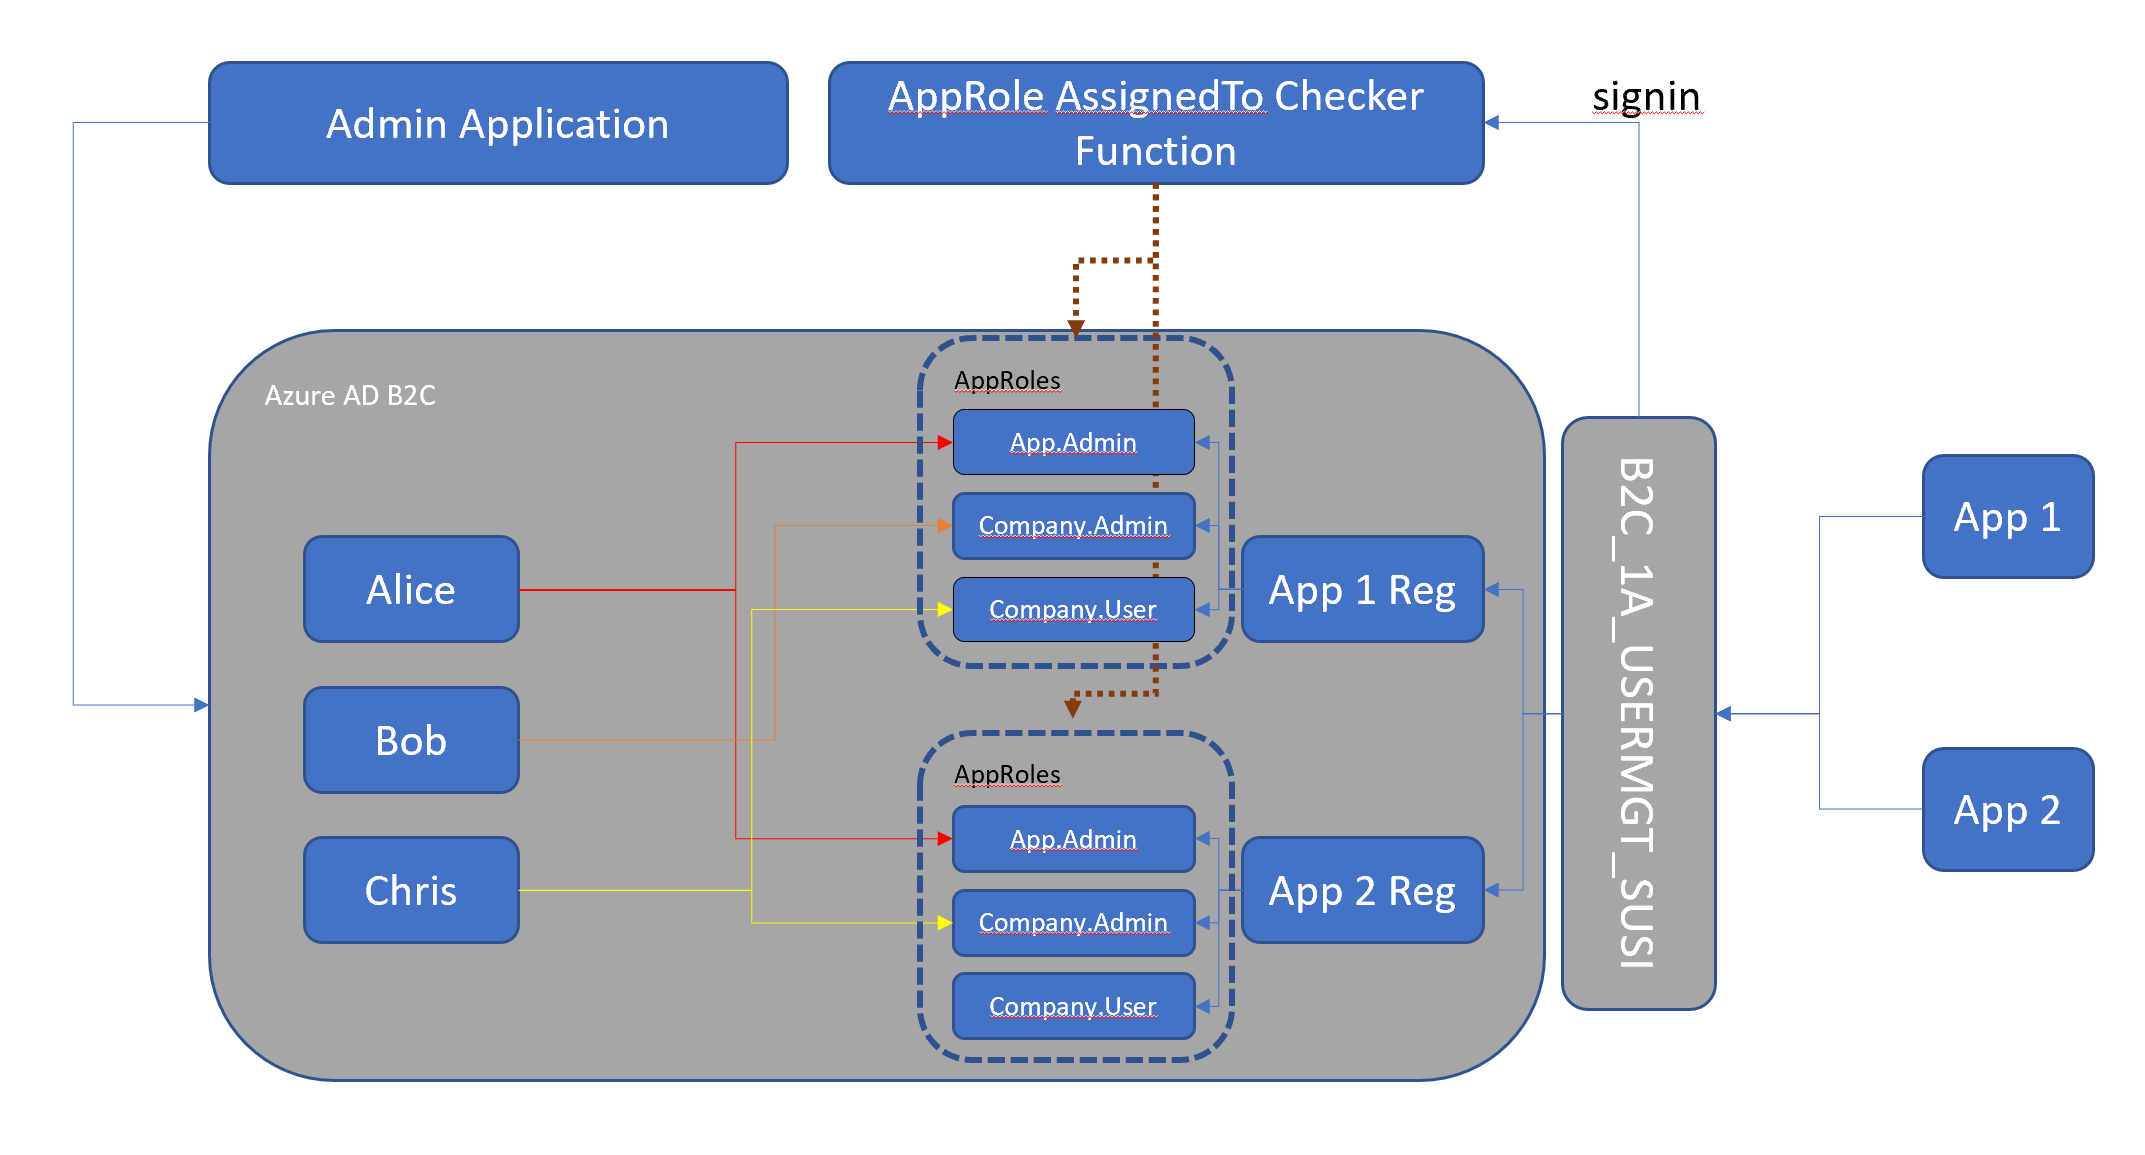 Admin Application
AppRole AssignedTo Checker
Function
signin
Azure AD B2C
AppRoles
App.Admin
Company.Admin
Company.User
Alice
Bob
Chris
App 1 Reg
AppRoles
App.Admin
Company.Admin
Company.User
App 2 Reg
B2C_1A_USERMGT_SUSI
App 1
App 2